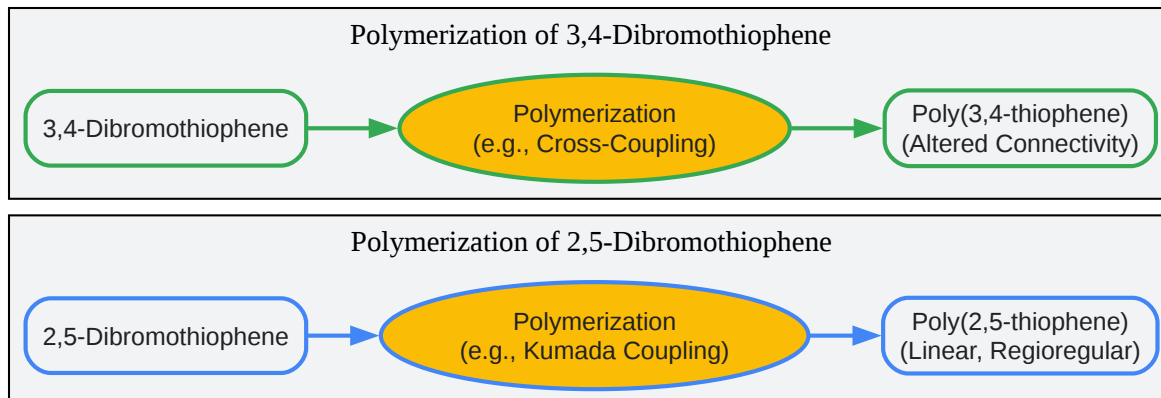 Polymerization of 3,4-Dibromothiophene
3,4-Dibromothiophene
Polymerization
(e.g., Cross-Coupling)
Poly(3,4-thiophene)
(Altered Connectivity)
Polymerization of 2,5-Dibromothiophene
2,5-Dibromothiophene
Polymerization
(e.g., Kumada Coupling)
Poly(2,5-thiophene)
(Linear, Regioregular)